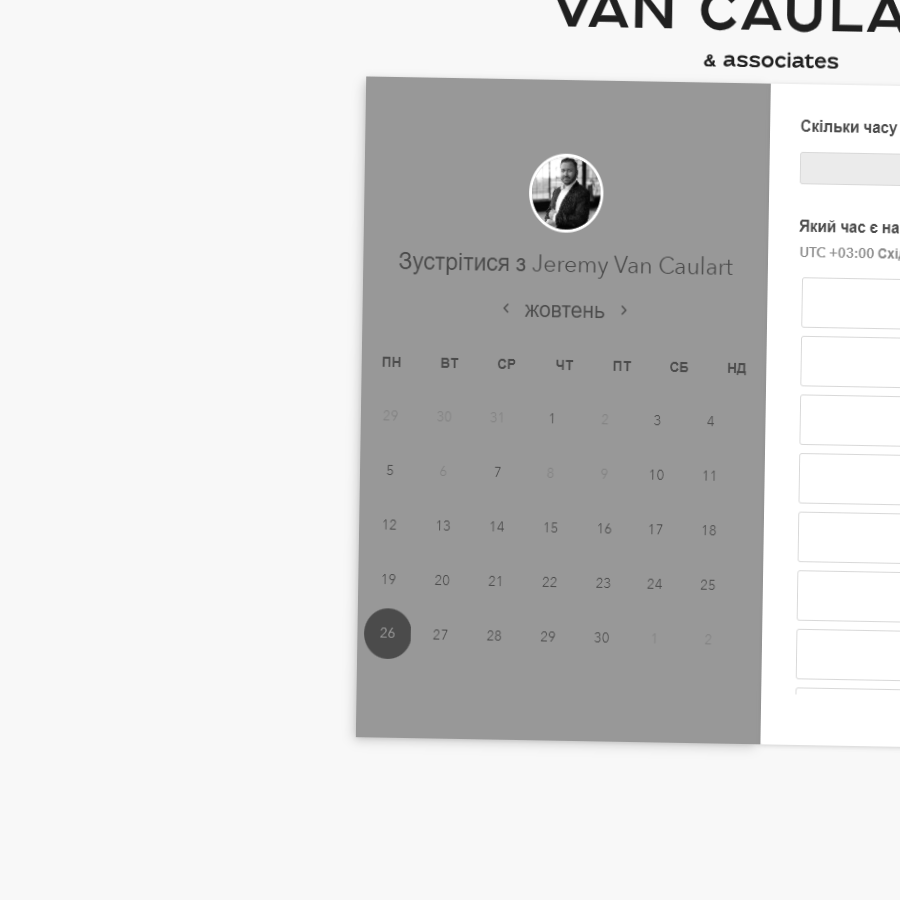 VAN CAULA
& associates
Зустрітися з Jeremy Van Caulart
жовтень
ПН ВТ СР ЧТ ПТ СБ НД
29 30 31 1 2 3 4
5 6 7 8 9 10 11
12 13 14 15 16 17 18
19 20 21 22 23 24 25
26 27 28 29 30 1 2
Скільки часу
Який час є на
UTC +03:00 Схі